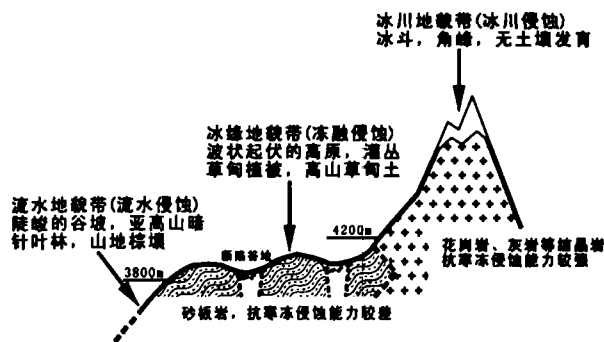 冰川地貌带(冰川侵蚀)
冰斗，角峰，无土壤发育
冰缘地貌带(冻融侵蚀)
波状起伏的高原，灌丛
草甸植被，高山草甸土
流水地貌带(流水侵蚀)
陡峻的谷坡，亚高山暗
针叶林，山地棕壤
4200m
断陷谷地
3800m
花岗岩、灰岩等结晶岩
抗寒冻侵蚀能力较强
砂板岩，抗寒冻侵蚀能力较差